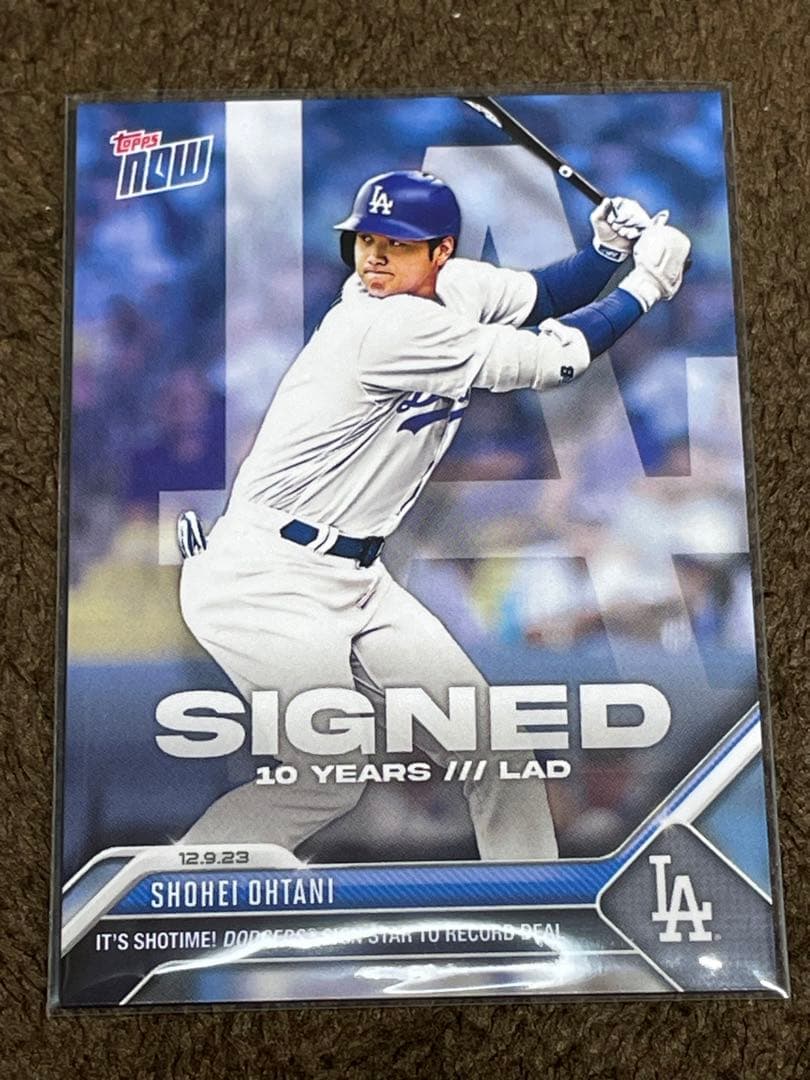 topps
now
LA
LA
SIGNED
10 YEARS /// LAD
12.9.23
SHOHEI OHTANI
IT'S SHOTIME! DODGERS® SIGN STAR TO RECORD DEAL
LA